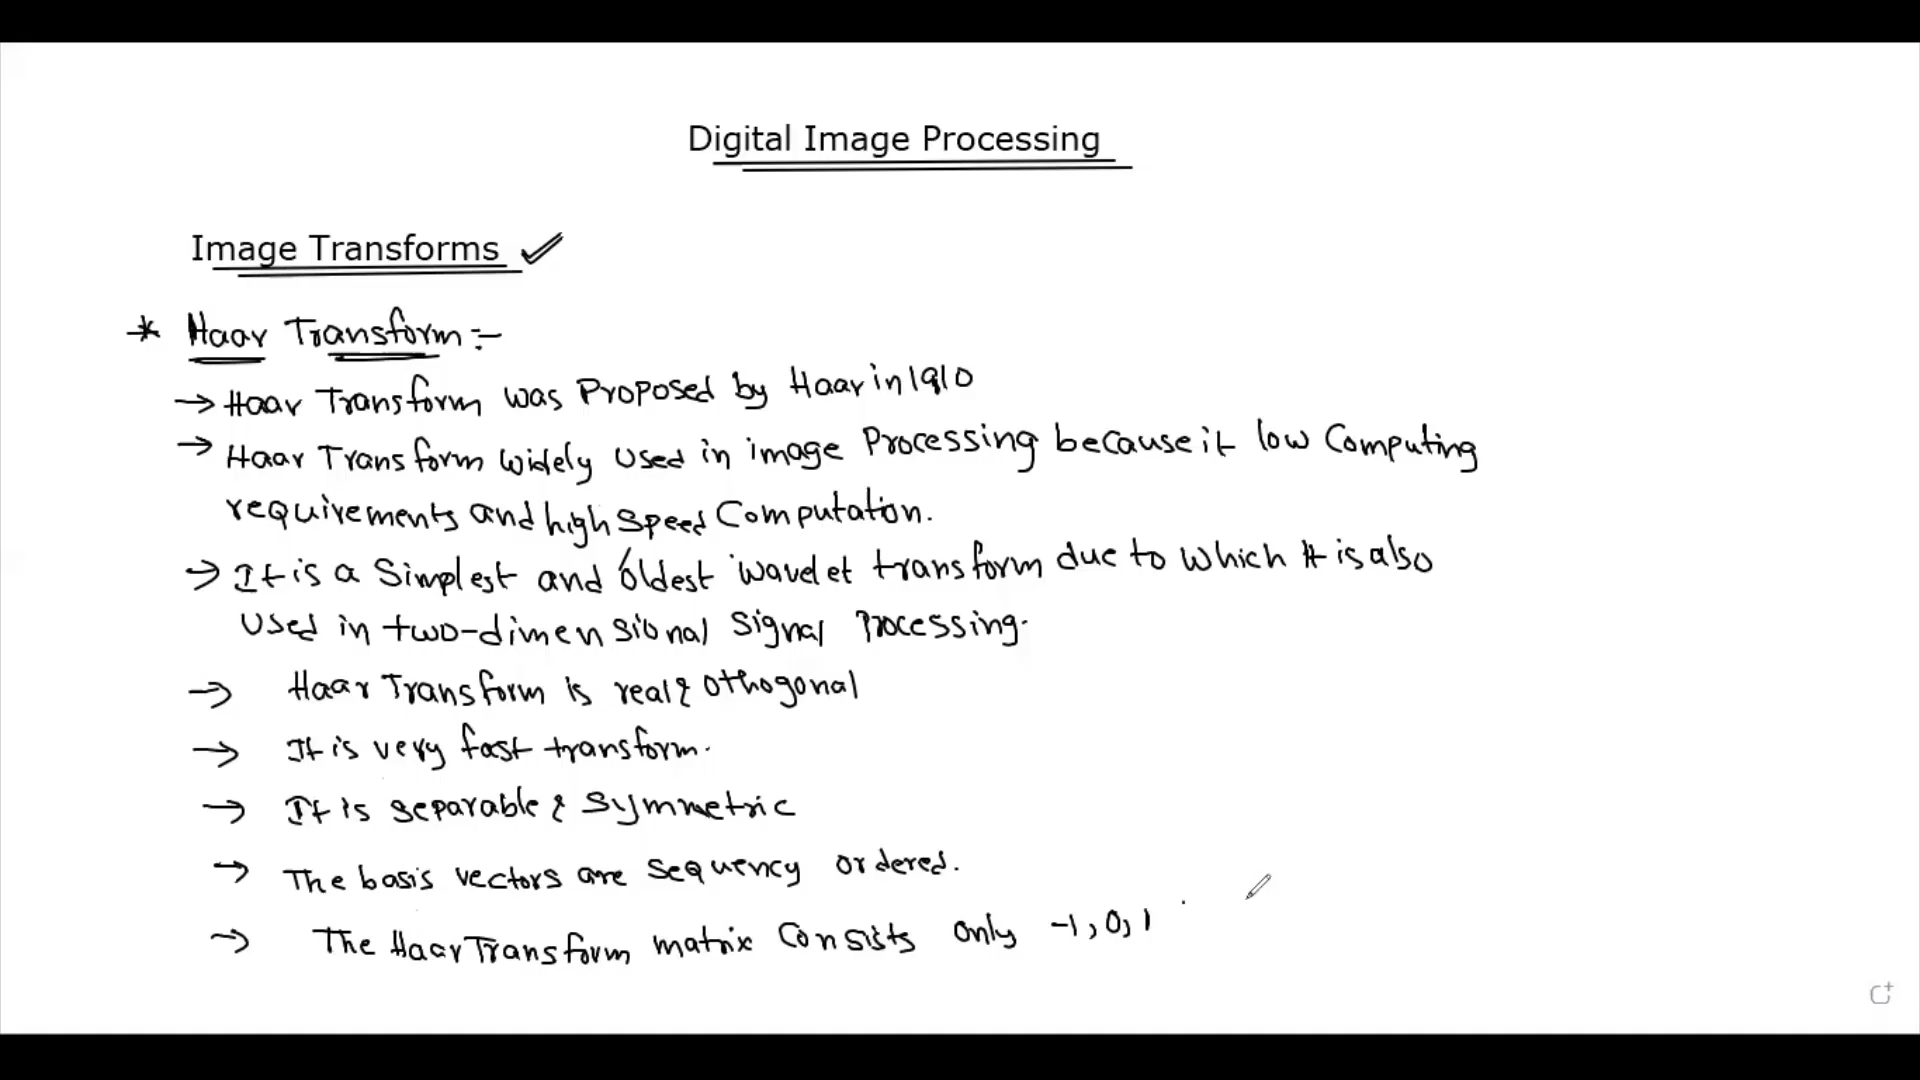 Digital Image Processing
Image Transforms
* Haar Transform:-
→ Haar Transform was Proposed by Haar in 1910
→ Haar Transform widely used in image Processing because it low Computing
requirements and high speed Computation.
→ It is a Simplest and oldest wavelet transform due to which It is also
used in two-dimensional Signal Processing.
→ Haar Transform is real & Othogonal
→ It is very fast transform.
→ It is separable & Symmetric
→ The basis vectors are sequency ordered.
→ The Haar Transform matrix Consists only -1, 0, 1